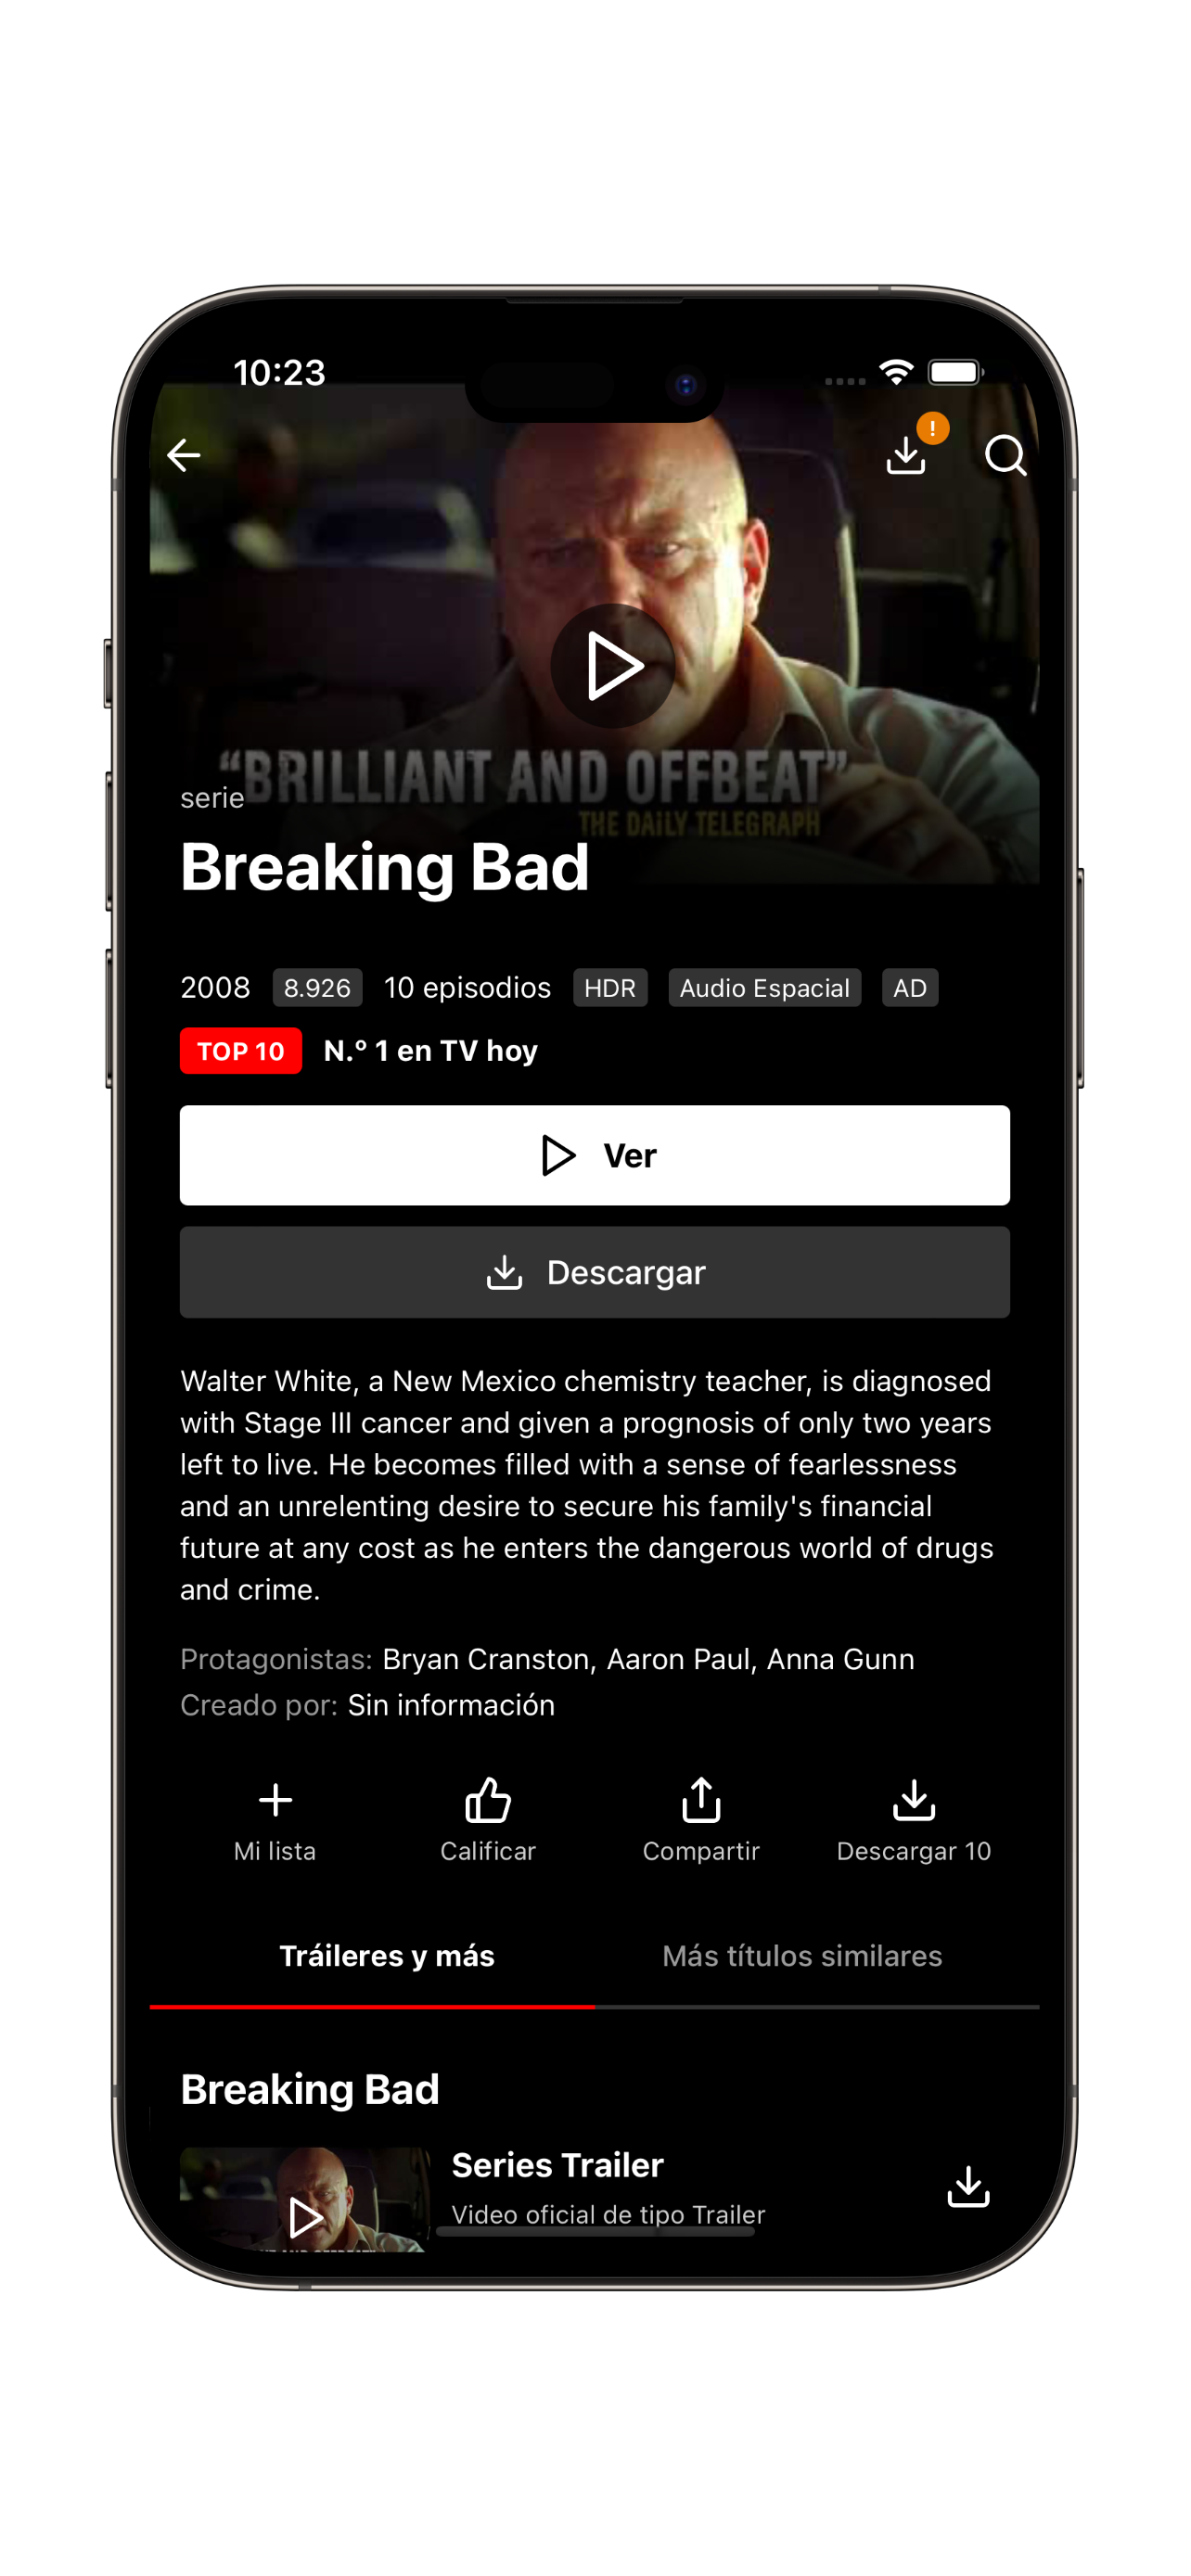 10:23
!
“BRILLIANT AND OFFBEAT”
THE DAILY TELEGRAPH
serie
Breaking Bad
2008 8.926 10 episodios HDR Audio Espacial AD
TOP 10 N.º 1 en TV hoy
Ver
Descargar
Walter White, a New Mexico chemistry teacher, is diagnosed
with Stage III cancer and given a prognosis of only two years
left to live. He becomes filled with a sense of fearlessness
and an unrelenting desire to secure his family's financial
future at any cost as he enters the dangerous world of drugs
and crime.
Protagonistas: Bryan Cranston, Aaron Paul, Anna Gunn
Creado por: Sin información
Mi lista Calificar Compartir Descargar 10
Tráileres y más Más títulos similares
Breaking Bad
Series Trailer
Video oficial de tipo Trailer